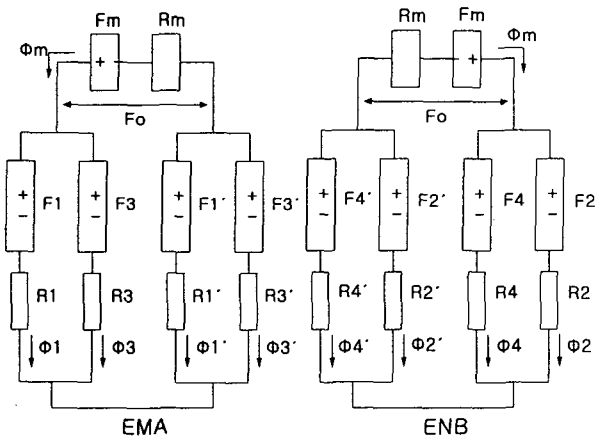 Fm Rm Rm Fm
Φm + + Φm
Fo Fo
+ + + + + + + +
F1 F3 F1´ F3´ F4´ F2´ F4 F2
− − − − − − − −
R1 R3 R1´ R3´ R4´ R2´ R4 R2
Φ1 Φ3 Φ1´ Φ3´ Φ4´ Φ2´ Φ4 Φ2
EMA ENB